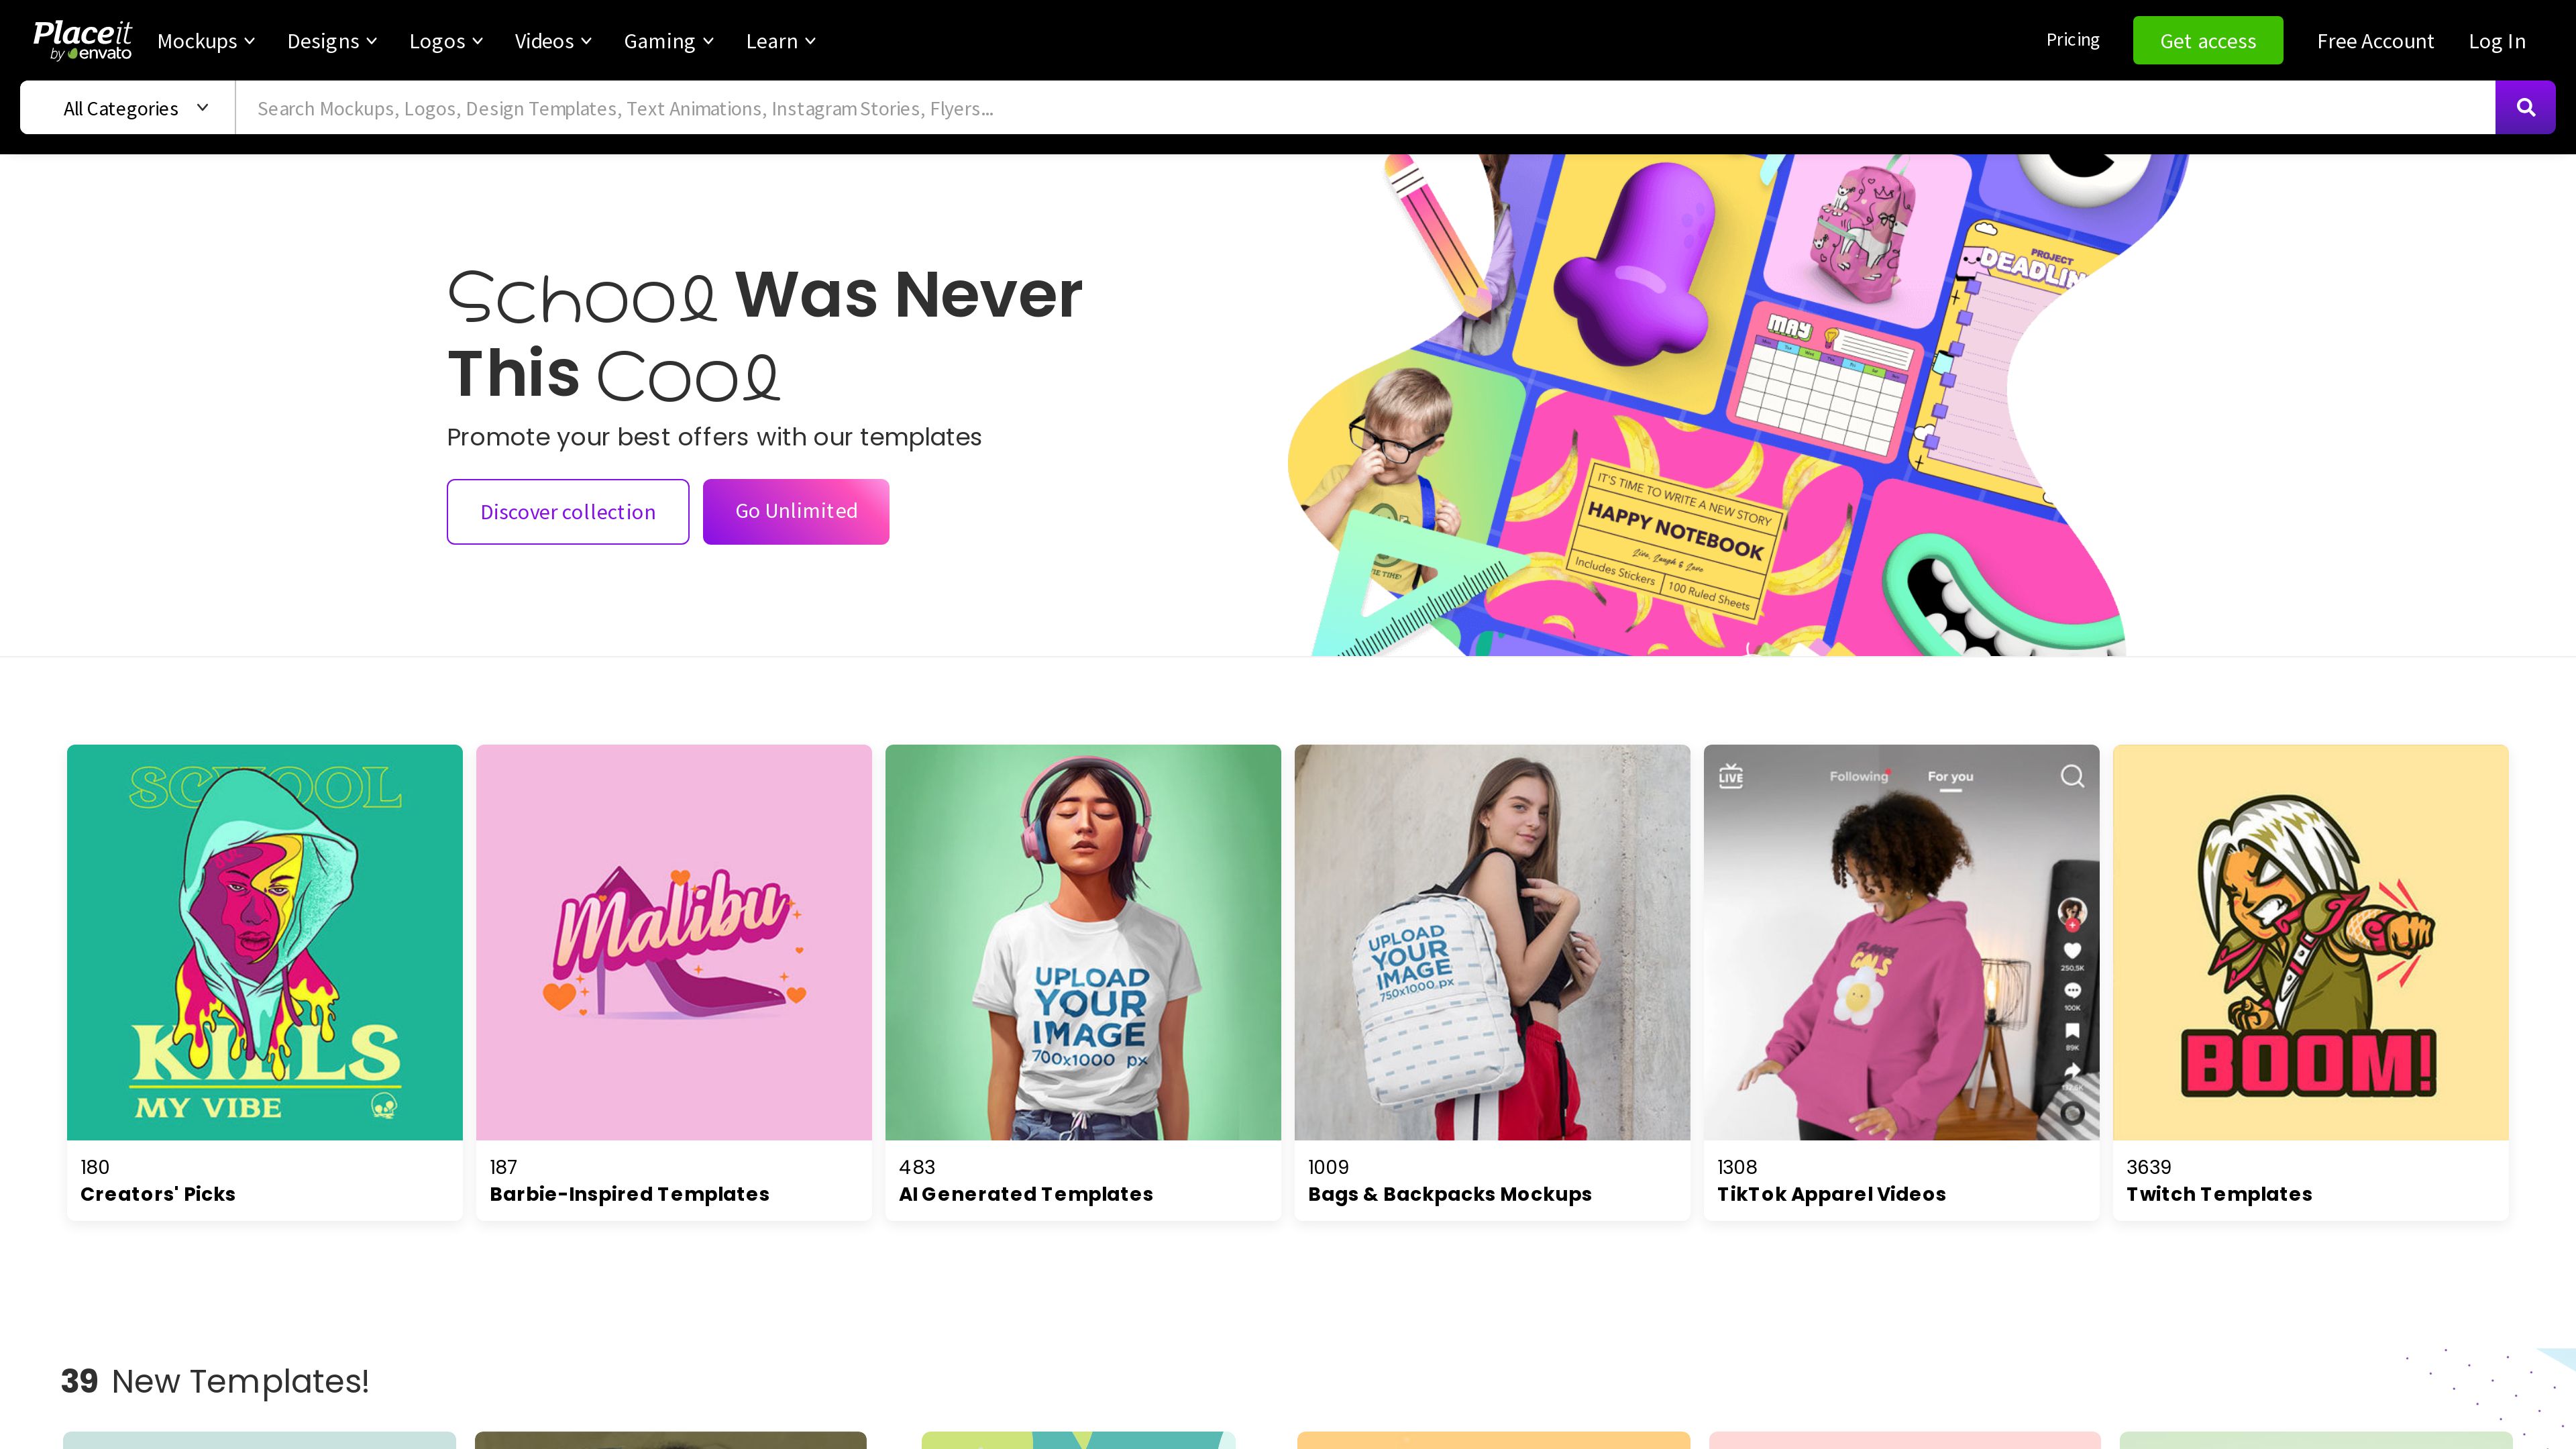 Placeit
by envato
Mockups
Designs
Logos
Videos
Gaming
Learn
Pricing
Get access
Free Account
Log In
All Categories
Search Mockups, Logos, Design Templates, Text Animations, Instagram Stories, Flyers...
School Was Never
This Cool
Promote your best offers with our templates
Discover collection
Go Unlimited
PROJECT
MAY
IT'S TIME TO WRITE A NEW STORY
HAPPY NOTEBOOK
Live, Laugh & Love
Includes Stickers
100 Ruled Sheets
SCHOOL
KILLS
MY VIBE
180
Creators' Picks
Malibu
187
Barbie-Inspired Templates
UPLOAD
YOUR
IMAGE
700x1000 px
483
AI Generated Templates
UPLOAD
YOUR
IMAGE
750x1000 px
1009
Bags & Backpacks Mockups
LIVE
Following
For you
250,5K
100K
89K
1308
TikTok Apparel Videos
BOOM!
3639
Twitch Templates
39 New Templates!